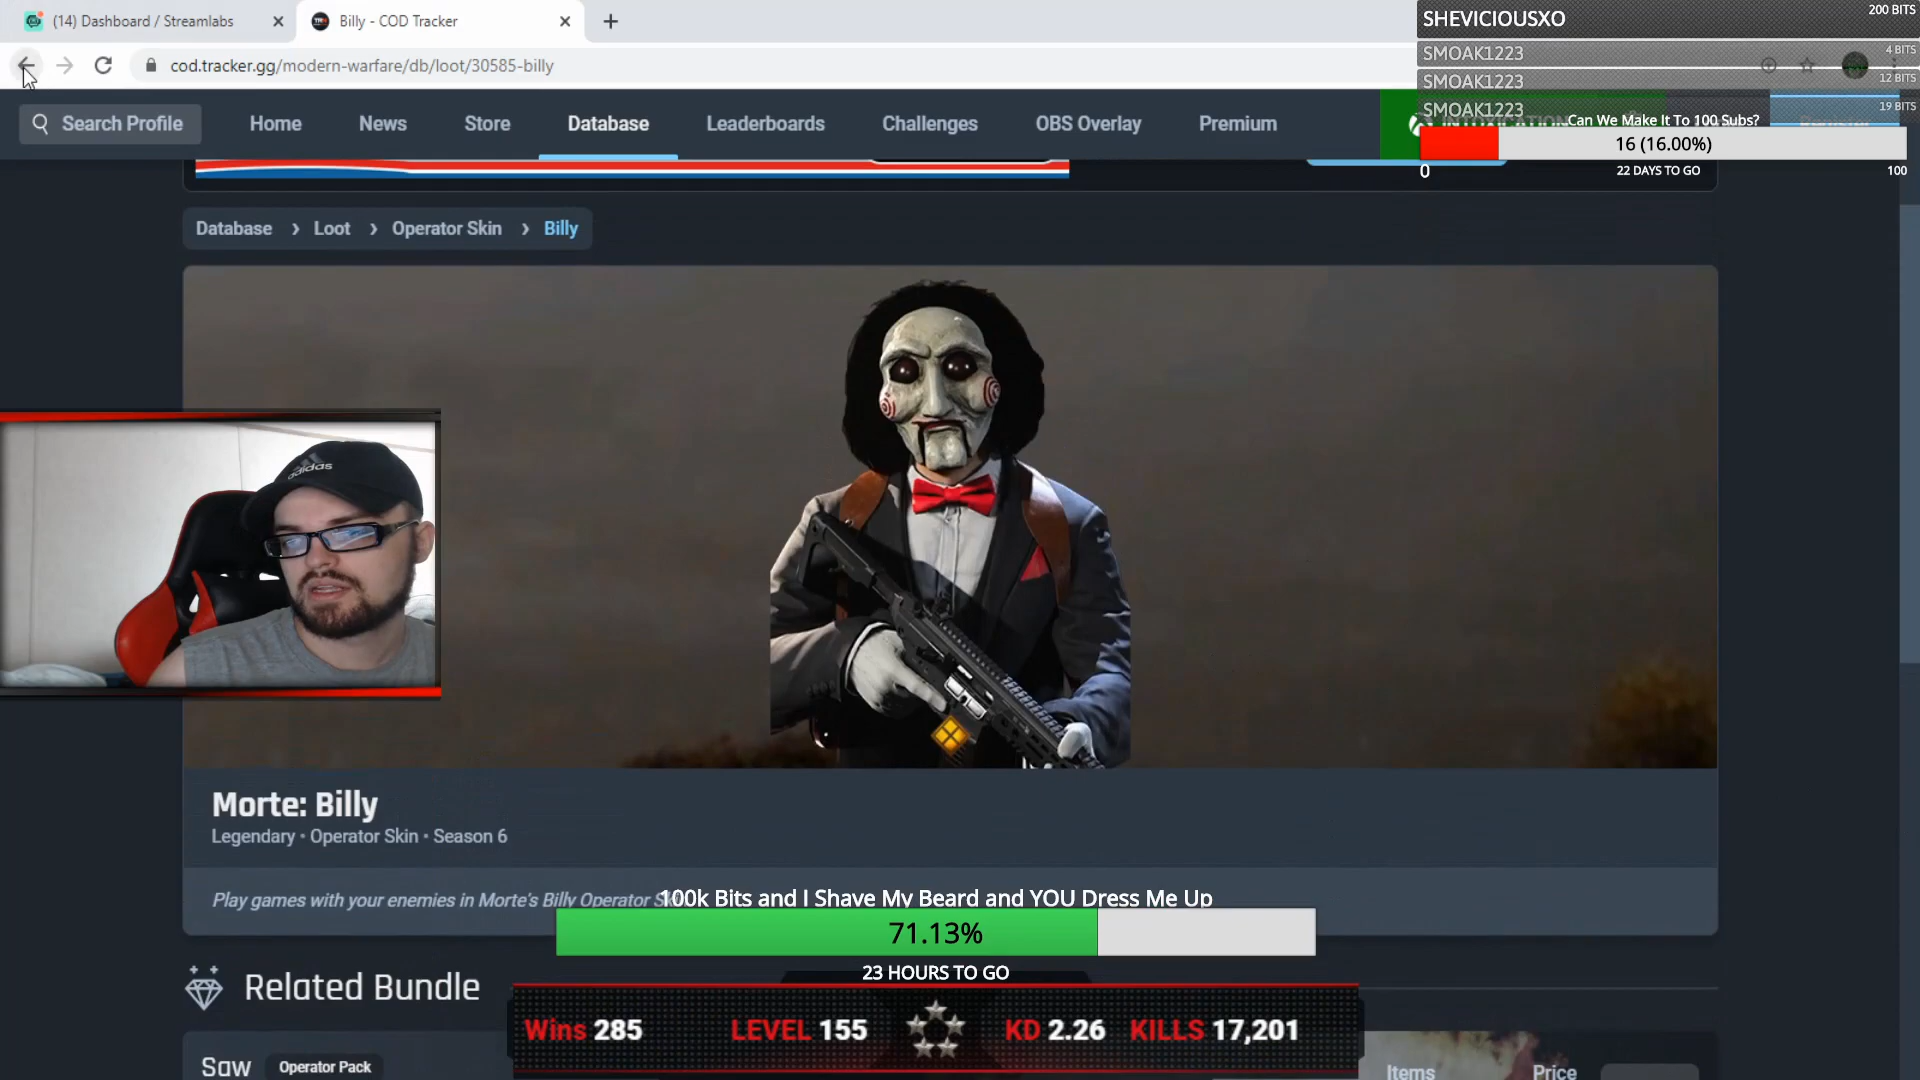 (14) Dashboard / Streamlabs
Billy - COD Tracker
SHEVICIOUSXO
200 BITS
SMOAK1223
4 BITS
SMOAK1223
12 BITS
SMOAK1223
19 BITS
cod.tracker.gg/modern-warfare/db/loot/30585-billy
Search Profile
Home
News
Store
Database
Leaderboards
Challenges
OBS Overlay
Premium
Can We Make It To 100 Subs?
16 (16.00%)
0
22 DAYS TO GO
100
Database › Loot › Operator Skin › Billy
adidas
Morte: Billy
Legendary • Operator Skin • Season 6
Play games with your enemies in Morte's Billy Operator
100k Bits and I Shave My Beard and YOU Dress Me Up
71.13%
23 HOURS TO GO
Related Bundle
Wins 285
LEVEL 155
KD 2.26
KILLS 17,201
Saw
Operator Pack
Items
Price